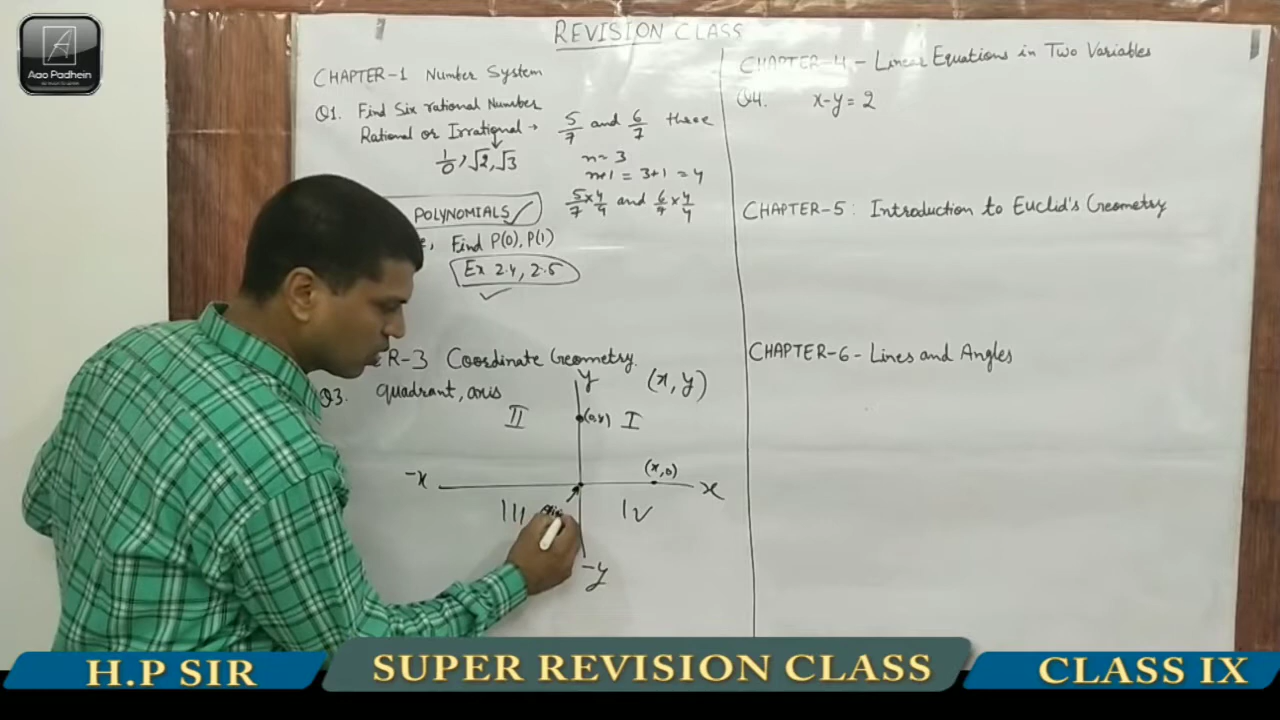 Aao Padhein
REVISION CLASS
CHAPTER-1 Number System
Q1. Find Six rational Number
Rational or Irrational →
1/0, √2, √3
5/7 and 6/7 three
n = 3
n+1 = 3+1 = 4
5/7 × 4/4 and 6/7 × 4/4
POLYNOMIALS ✓
, Find P(0), P(1)
Ex 2.4, 2.5
✓
R-3 Coordinate Geometry.
Q3. quadrant, axis
y (x, y)
II (0,y) I
-x (x,0) x
III IV
-y
CHAPTER-4 - Linear Equations in Two Variables
Q4. x-y = 2
CHAPTER-5: Introduction to Euclid's Geometry
CHAPTER-6 - Lines and Angles
H.P SIR
SUPER REVISION CLASS
CLASS IX